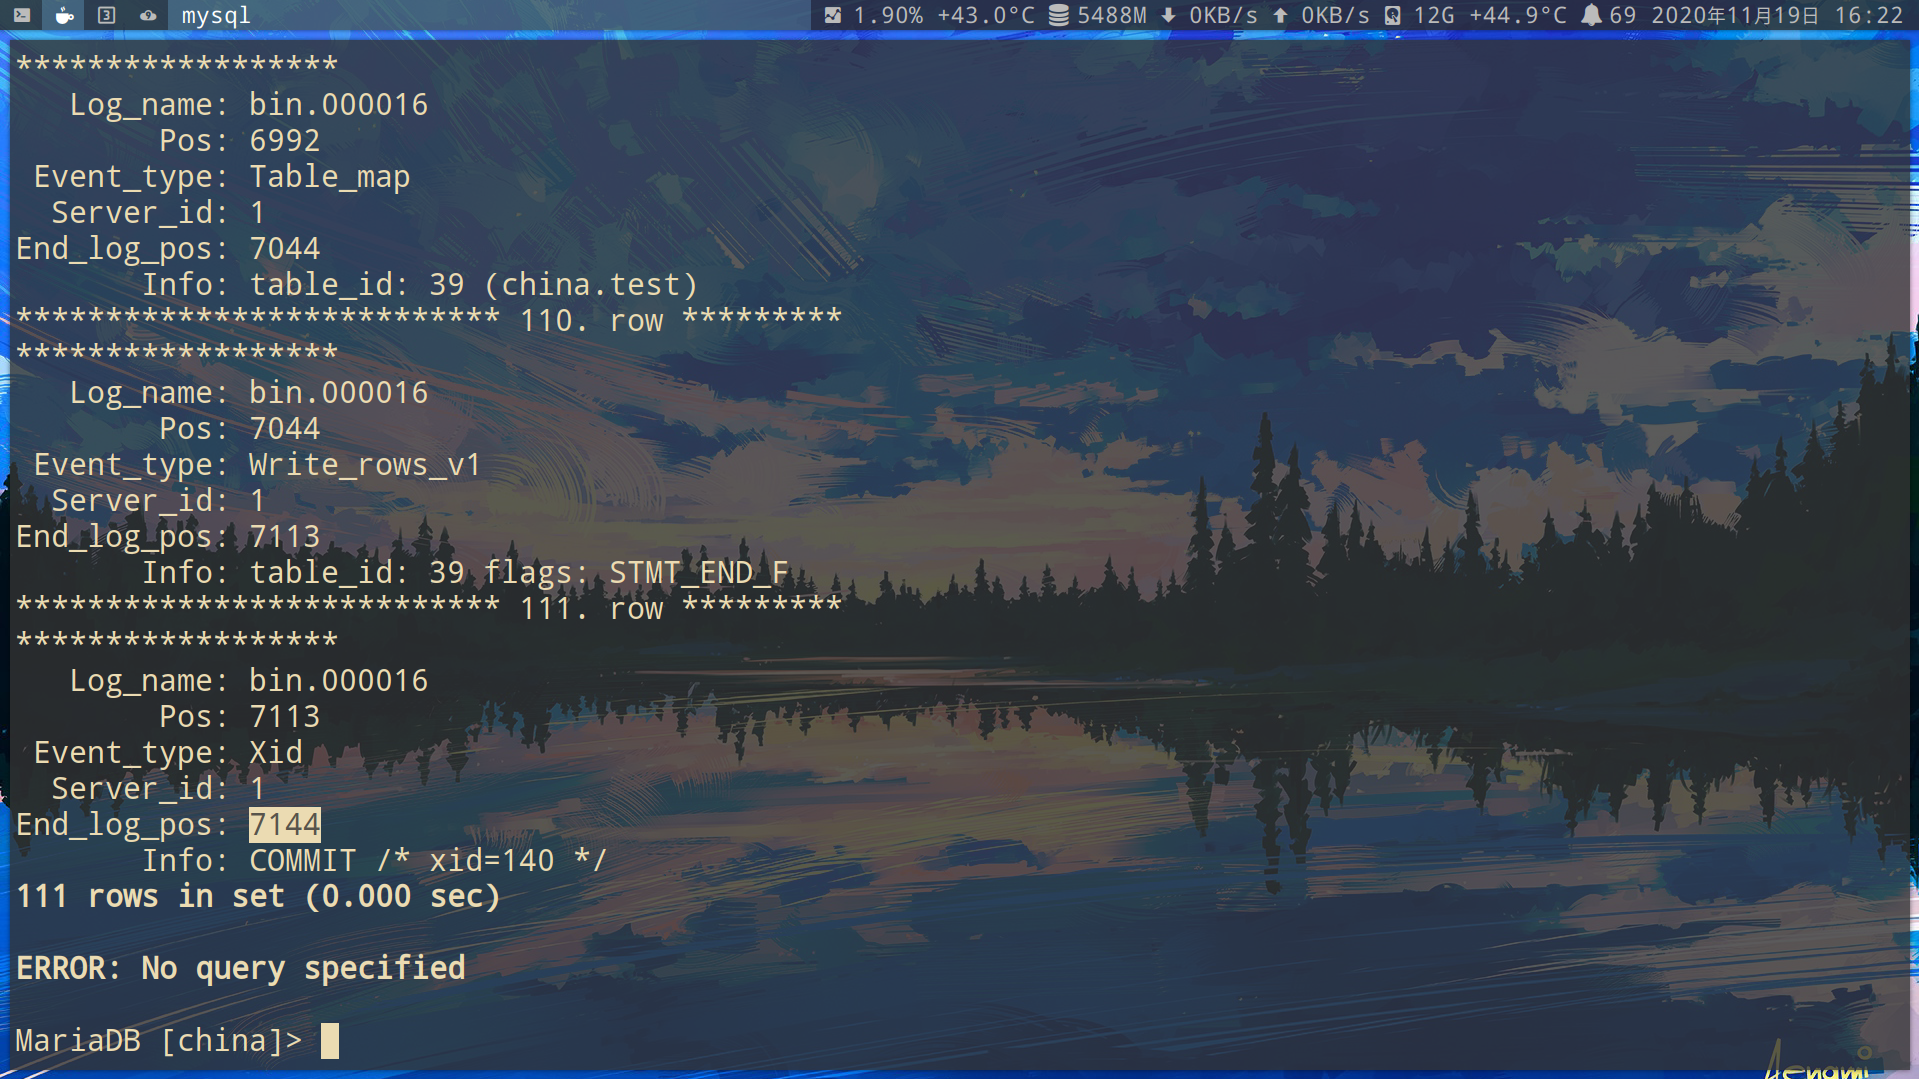 mysql 1.90% +43.0°C 5488M 0KB/s 0KB/s 12G +44.9°C 69 2020年11月19日 16:22
******************
Log_name: bin.000016
Pos: 6992
Event_type: Table_map
Server_id: 1
End_log_pos: 7044
Info: table_id: 39 (china.test)
*************************** 110. row *********
******************
Log_name: bin.000016
Pos: 7044
Event_type: Write_rows_v1
Server_id: 1
End_log_pos: 7113
Info: table_id: 39 flags: STMT_END_F
*************************** 111. row *********
******************
Log_name: bin.000016
Pos: 7113
Event_type: Xid
Server_id: 1
End_log_pos: 7144
Info: COMMIT /* xid=140 */
111 rows in set (0.000 sec)
ERROR: No query specified
MariaDB [china]>
Aenami